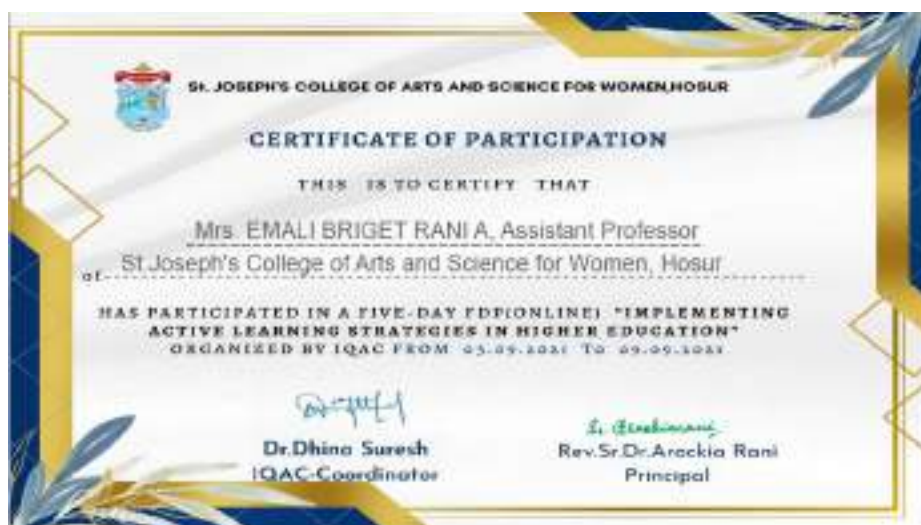 St. JOSEPH'S COLLEGE OF ARTS AND SCIENCE FOR WOMEN,HOSUR
CERTIFICATE OF PARTICIPATION
THIS IS TO CERTIFY THAT
Mrs. EMALI BRIGET RANI A, Assistant Professor
of St.Joseph's College of Arts and Science for Women, Hosur
HAS PARTICIPATED IN A FIVE-DAY FDP(ONLINE) "IMPLEMENTING
ACTIVE LEARNING STRATEGIES IN HIGHER EDUCATION"
ORGANIZED BY IQAC FROM To
Dr.Dhina Suresh
IQAC-Coordinator
Rev.Sr.Dr.Arockia Rani
Principal